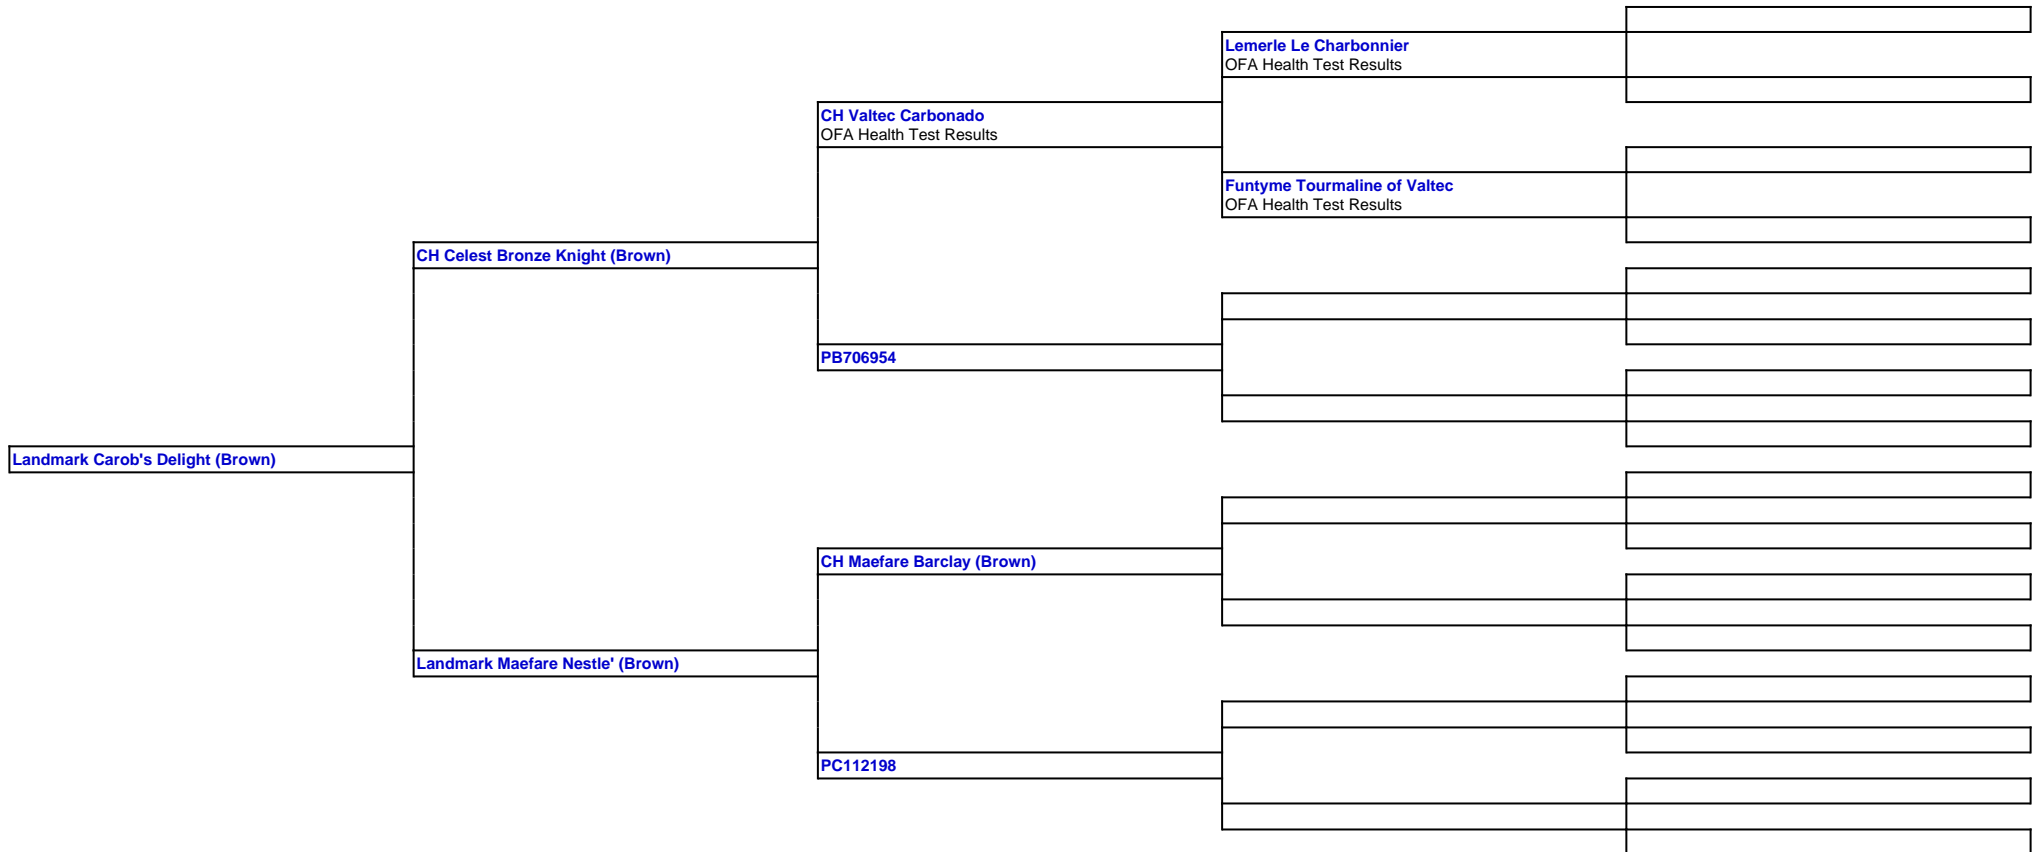 Lemerle Le Charbonnier
OFA Health Test Results
CH Valtec Carbonado
OFA Health Test Results
Funtyme Tourmaline of Valtec
OFA Health Test Results
CH Celest Bronze Knight (Brown)
PB706954
Landmark Carob's Delight (Brown)
CH Maefare Barclay (Brown)
Landmark Maefare Nestle' (Brown)
PC112198